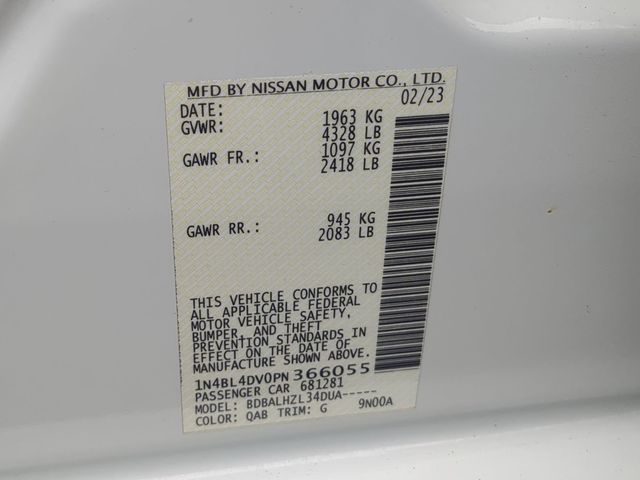 MFD BY NISSAN MOTOR CO., LTD.
DATE: 02/23
GVWR: 1963 KG
4328 LB
GAWR FR.: 1097 KG
2418 LB
GAWR RR.: 945 KG
2083 LB
THIS VEHICLE CONFORMS TO
ALL APPLICABLE FEDERAL
MOTOR VEHICLE SAFETY,
BUMPER, AND THEFT
PREVENTION STANDARDS IN
EFFECT ON THE DATE OF
MANUFACTURE SHOWN ABOVE.
1N4BL4DV0PN366055
PASSENGER CAR 681281
MODEL: BDBALHZL34DUA-----
COLOR: QAB TRIM: G 9N00A